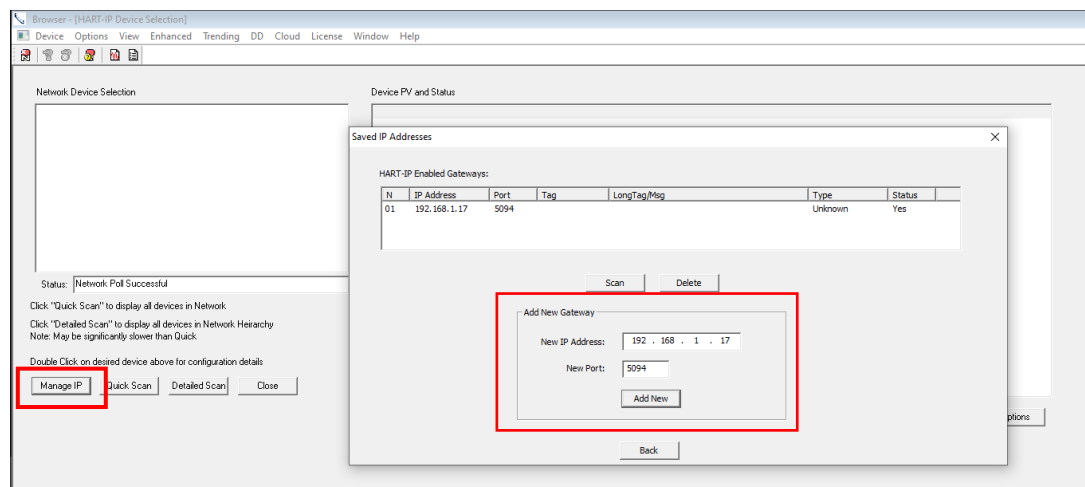 Browser - [HART-IP Device Selection]
Device Options View Enhanced Trending DD Cloud License Window Help
Network Device Selection
Device PV and Status
Saved IP Addresses
HART-IP Enabled Gateways:
N IP Address Port Tag LongTag/Msg Type Status
01 192.168.1.17 5094 Unknown Yes
Scan Delete
Status: Network Poll Successful
Click "Quick Scan" to display all devices in Network
Click "Detailed Scan" to display all devices in Network Heirarchy
Note: May be significantly slower than Quick
Double Click on desired device above for configuration details
Manage IP Quick Scan Detailed Scan Close
Add New Gateway
New IP Address: 192 . 168 . 1 . 17
New Port: 5094
Add New
Back